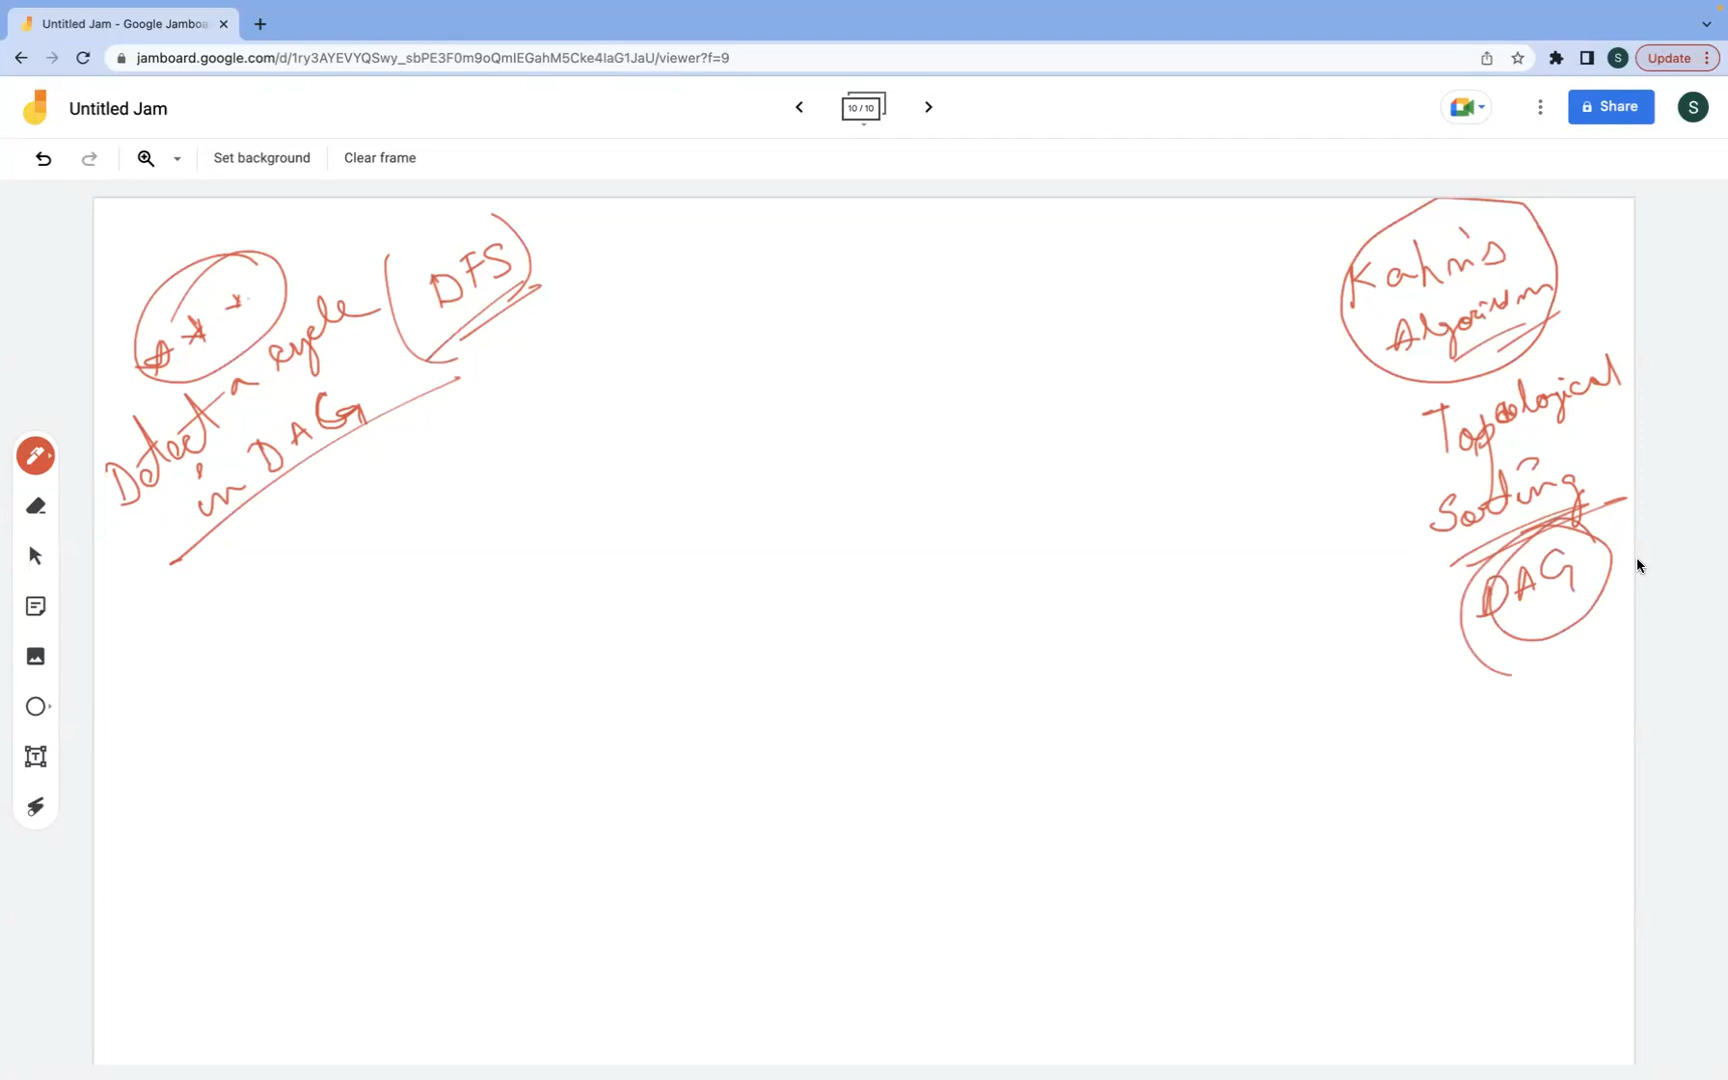 Untitled Jam - Google Jamboa
jamboard.google.com/d/1ry3AYEVYQSwy_sbPE3F0m9oQmIEGahM5Cke4IaG1JaU/viewer?f=9
S
Update
Untitled Jam
10 / 10
Share
S
Set background
Clear frame
Detect a cycle (DFS)
in DAG
Kahn's
Algorithm
Topological
Sorting
DAG